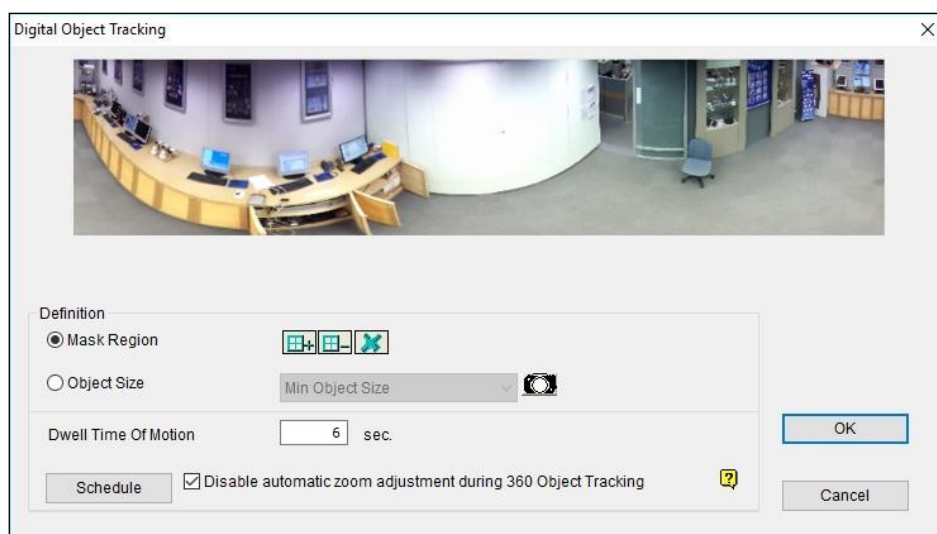 Digital Object Tracking
Definition
Mask Region
Object Size
Min Object Size
Dwell Time Of Motion
6 sec.
OK
Schedule
Disable automatic zoom adjustment during 360 Object Tracking
?
Cancel